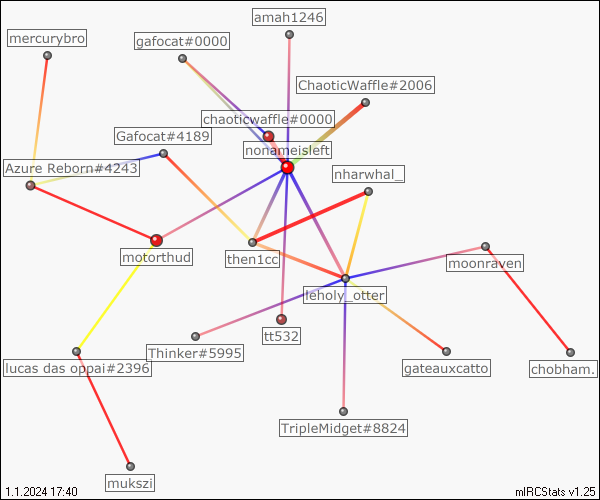 amah1246
mercurybro
gafocat#0000
ChaoticWaffle#2006
chaoticwaffle#0000
Gafocat#4189
nonameisleft
Azure Reborn#4243
nharwhal_
motorthud
then1cc
moonraven
leholy_otter
tt532
Thinker#5995
lucas das oppai#2396
gateauxcatto
chobham.
TripleMidget#8824
mukszi
1.1.2024 17:40
mIRCStats v1.25